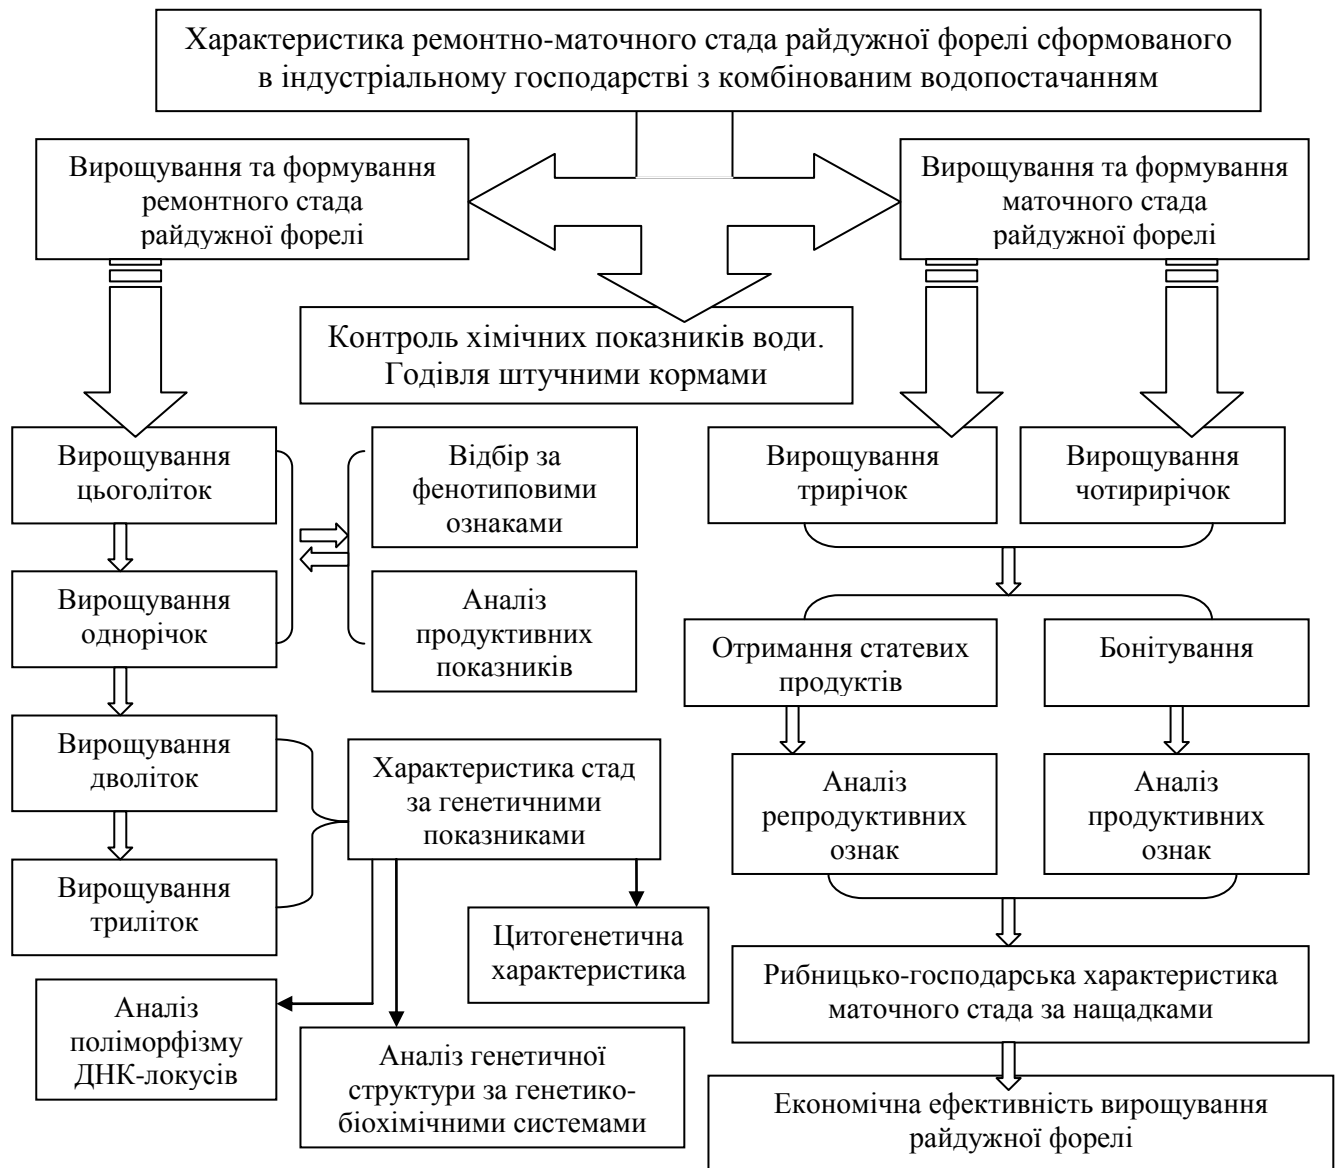 Характеристика ремонтно-маточного стада райдужної форелі сформованого
в індустріальному господарстві з комбінованим водопостачанням
Вирощування та формування
ремонтного стада
райдужної форелі
Вирощування та формування
маточного стада
райдужної форелі
Контроль хімічних показників води.
Годівля штучними кормами
Вирощування
цьоголіток
Відбір за
фенотиповими
ознаками
Вирощування
однорічок
Аналіз
продуктивних
показників
Вирощування
дволіток
Характеристика стад
за генетичними
показниками
Вирощування
триліток
Цитогенетична
характеристика
Аналіз
поліморфізму
ДНК-локусів
Аналіз генетичної
структури за генетико-
біохімічними системами
Вирощування
трирічок
Вирощування
чотирирічок
Отримання статевих
продуктів
Бонітування
Аналіз
репродуктивних
ознак
Аналіз
продуктивних
ознак
Рибницько-господарська характеристика
маточного стада за нащадками
Економічна ефективність вирощування
райдужної форелі